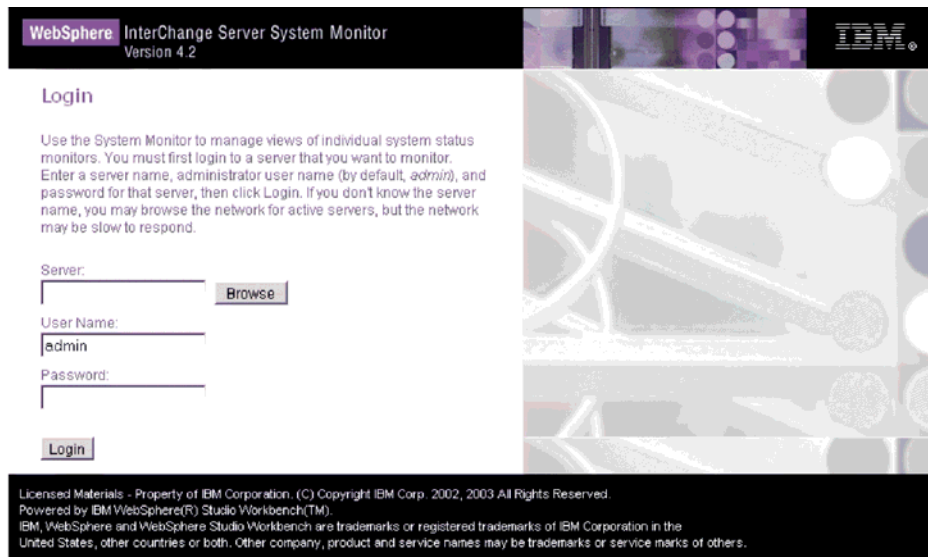 WebSphere InterChange Server System Monitor
Version 4.2
IBM®
Login
Use the System Monitor to manage views of individual system status
monitors. You must first login to a server that you want to monitor.
Enter a server name, administrator user name (by default, admin), and
password for that server, then click Login. If you don't know the server
name, you may browse the network for active servers, but the network
may be slow to respond.
Server:
Browse
User Name:
admin
Password:
Login
Licensed Materials - Property of IBM Corporation. (C) Copyright IBM Corp. 2002, 2003 All Rights Reserved.
Powered by IBM WebSphere(R) Studio Workbench(TM).
IBM, WebSphere and WebSphere Studio Workbench are trademarks or registered trademarks of IBM Corporation in the
United States, other countries or both. Other company, product and service names may be trademarks or service marks of others.